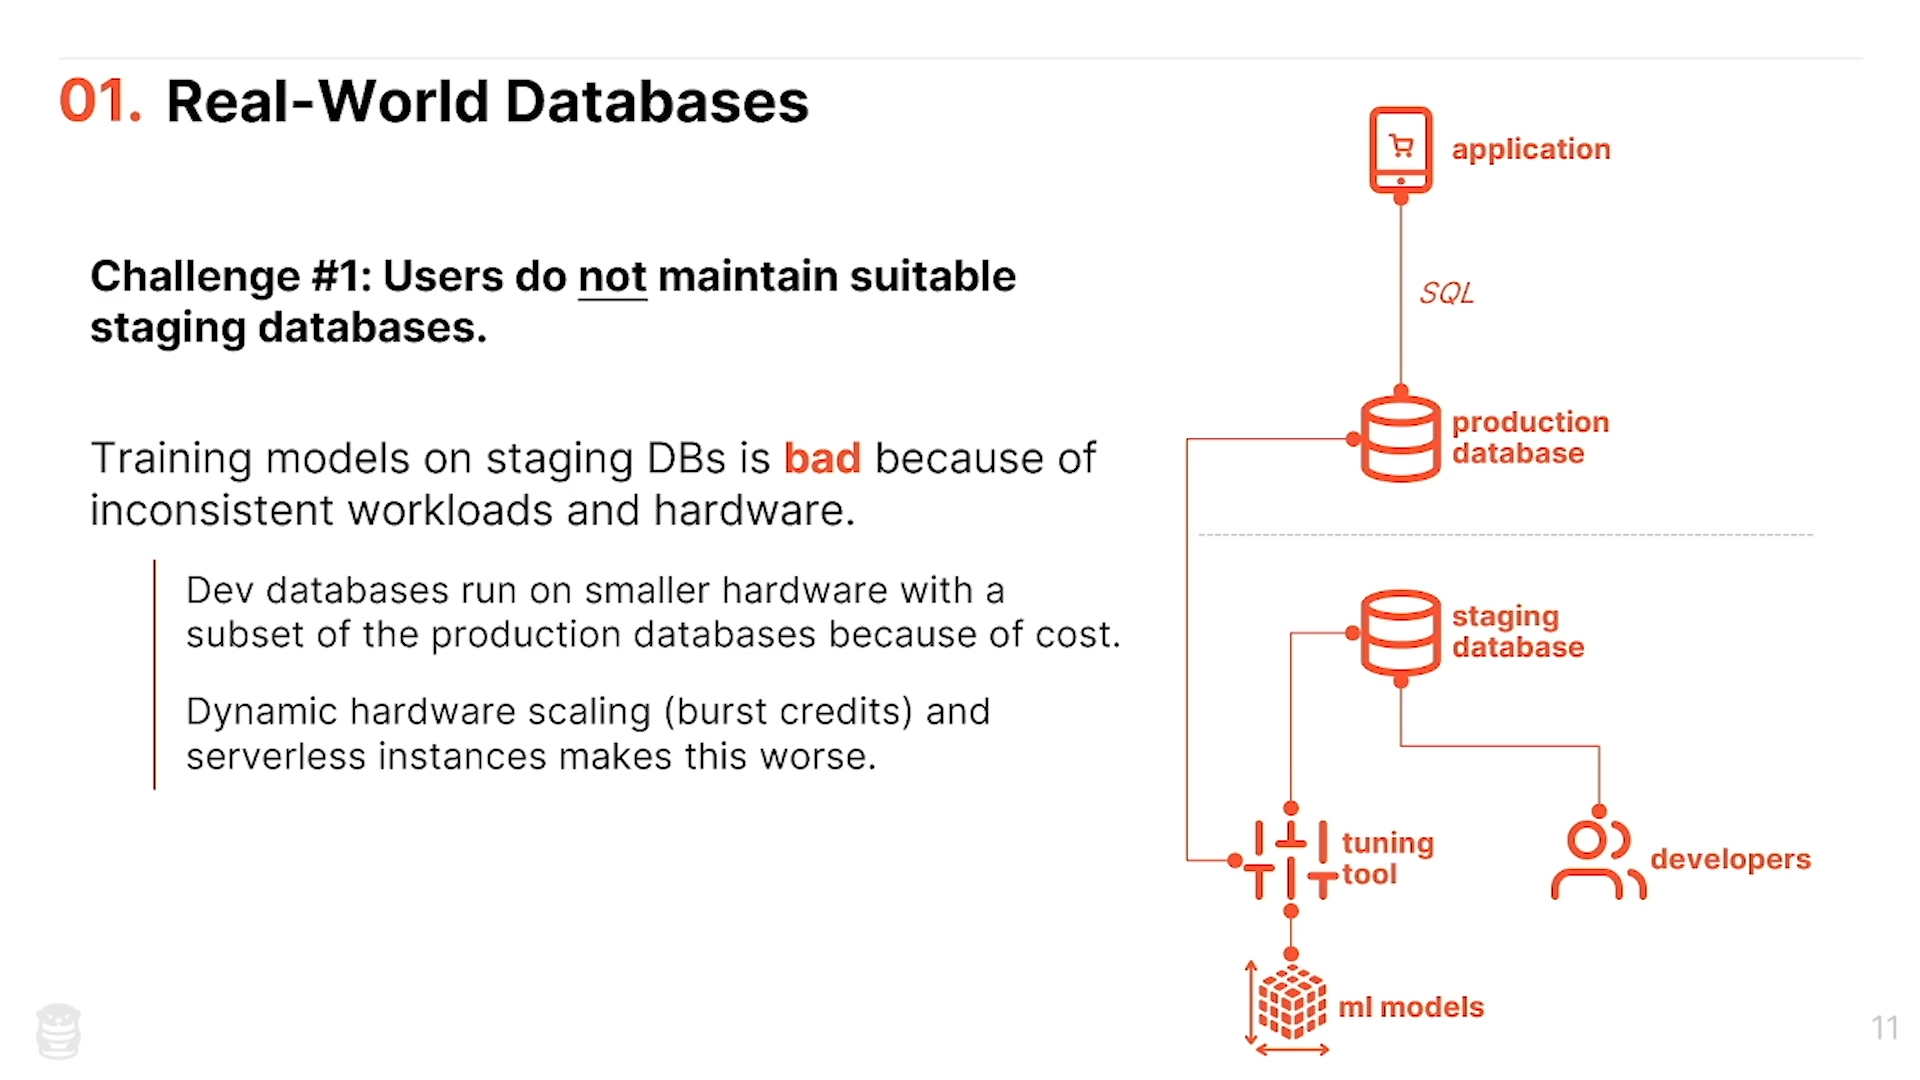 01. Real-World Databases
Challenge #1: Users do not maintain suitable
staging databases.
Training models on staging DBs is bad because of
inconsistent workloads and hardware.
Dev databases run on smaller hardware with a
subset of the production databases because of cost.
Dynamic hardware scaling (burst credits) and
serverless instances makes this worse.
application
SQL
production
database
staging
database
tuning
tool
developers
ml models
11